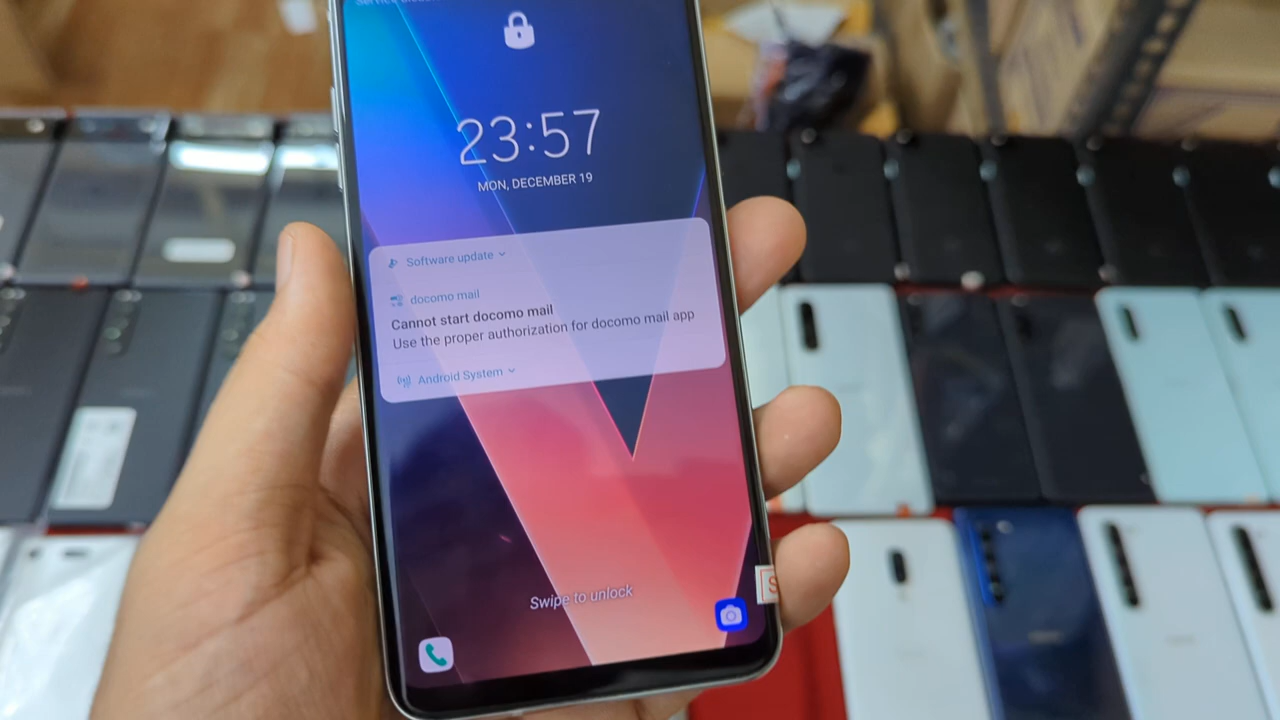 23:57
MON, DECEMBER 19
Software update
docomo mail
Cannot start docomo mail
Use the proper authorization for docomo mail app
Android System
Swipe to unlock
S